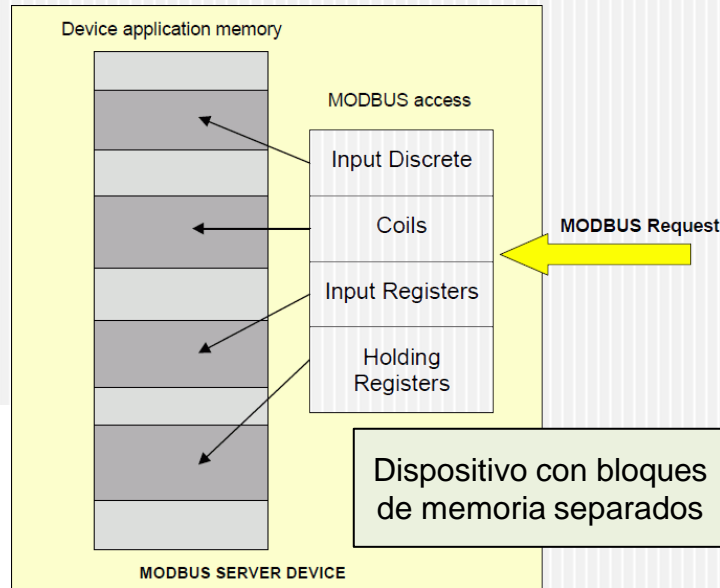 Device application memory
MODBUS access
Input Discrete
Coils
Input Registers
Holding
Registers
MODBUS Request
Dispositivo con bloques
de memoria separados
MODBUS SERVER DEVICE